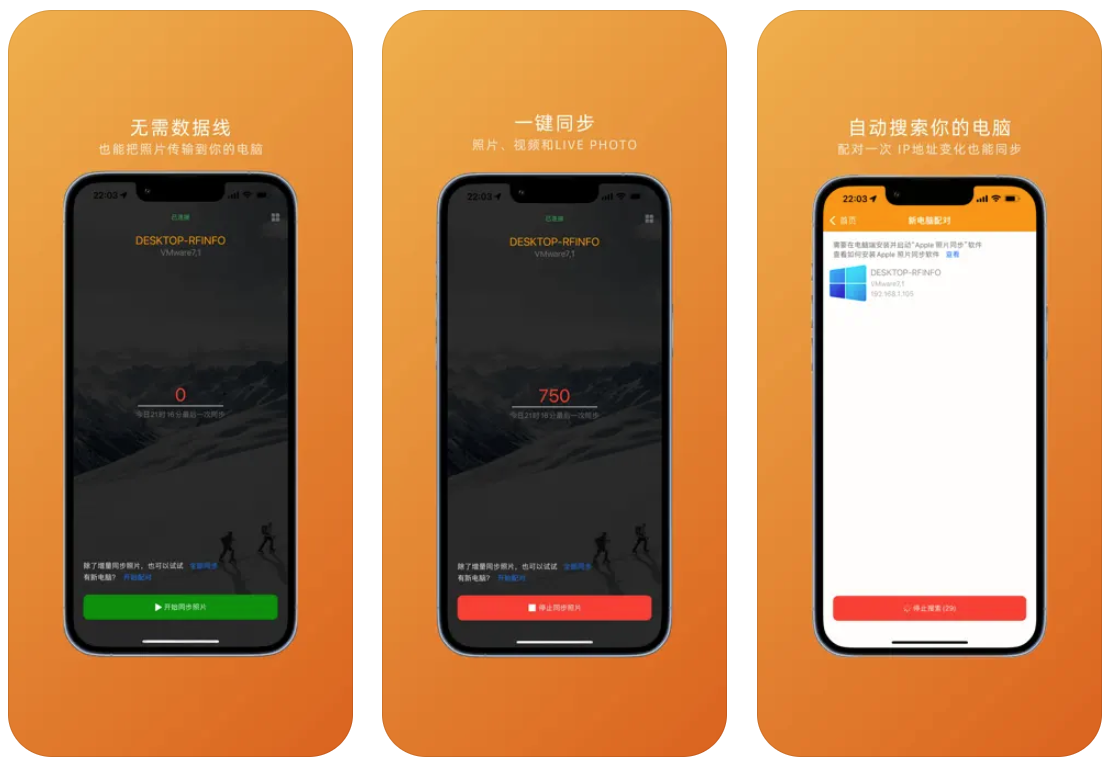 无需数据线
也能把照片传输到你的电脑
22:03
已连接
DESKTOP-RFINFO
VMware7,1
0
今日21时16分最后一次同步
除了增量同步照片，也可以试试 全部同步
有新电脑？ 开始配对
开始同步照片
一键同步
照片、视频和LIVE PHOTO
22:03
已连接
DESKTOP-RFINFO
VMware7,1
750
今日21时16分最后一次同步
除了增量同步照片，也可以试试 全部同步
有新电脑？ 开始配对
停止同步照片
自动搜索你的电脑
配对一次 IP地址变化也能同步
22:03
首页
新电脑配对
需要在电脑端安装并启动“Apple 照片同步”软件
查看如何安装Apple 照片同步软件 查看
DESKTOP-RFINFO
VMware7,1
192.168.1.105
停止搜索 (29)